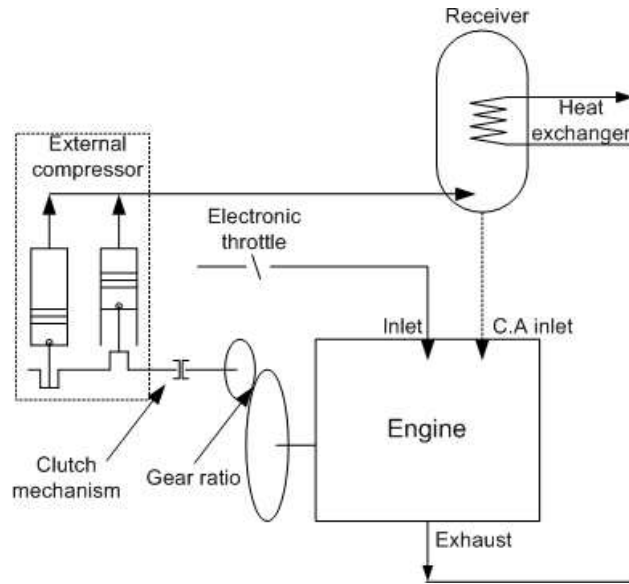 Receiver
Heat
exchanger
External
compressor
Electronic
throttle
Inlet
C.A inlet
Engine
Clutch
mechanism
Gear ratio
Exhaust